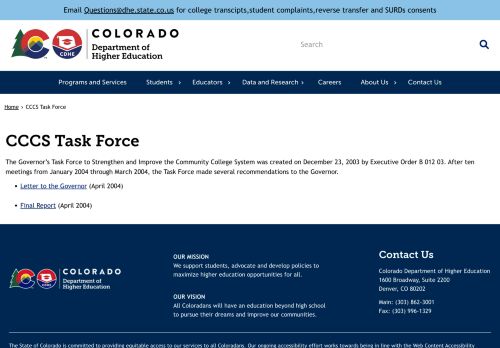 Email Questions@dhe.state.co.us for college transcipts,student complaints,reverse transfer and SURDs consents
CO
CDHE
COLORADO
Department of
Higher Education
Search
Programs and Services Students Educators Data and Research Careers About Us Contact Us
Home › CCCS Task Force
CCCS Task Force
The Governor's Task Force to Strengthen and Improve the Community College System was created on December 23, 2003 by Executive Order B 012 03. After ten
meetings from January 2004 through March 2004, the Task Force made several recommendations to the Governor.
• Letter to the Governor (April 2004)
• Final Report (April 2004)
CO
CDHE
COLORADO
Department of
Higher Education
OUR MISSION
We support students, advocate and develop policies to
maximize higher education opportunities for all.
OUR VISION
All Coloradans will have an education beyond high school
to pursue their dreams and improve our communities.
Contact Us
Colorado Department of Higher Education
1600 Broadway, Suite 2200
Denver, CO 80202
Main: (303) 862-3001
Fax: (303) 996-1329
The State of Colorado is committed to providing equitable access to our services to all Coloradans. Our ongoing accessibility effort works towards being in line with the Web Content Accessibility